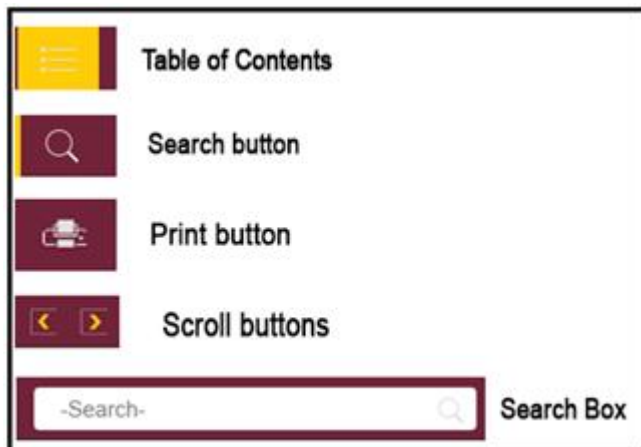 Table of Contents
Search button
Print button
Scroll buttons
-Search-
Search Box